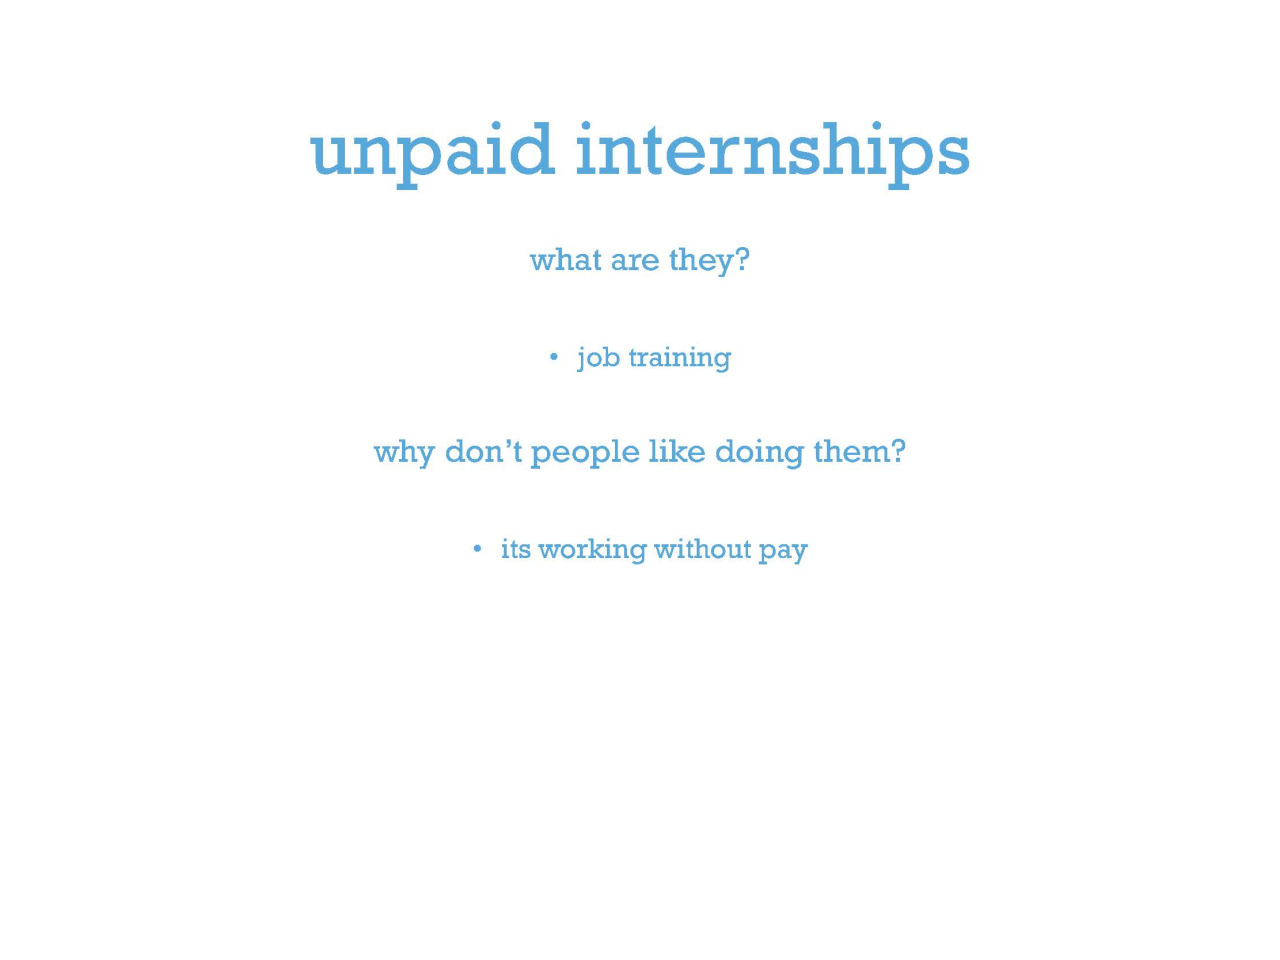 unpaid internships
what are they?
• job training
why don’t people like doing them?
• its working without pay